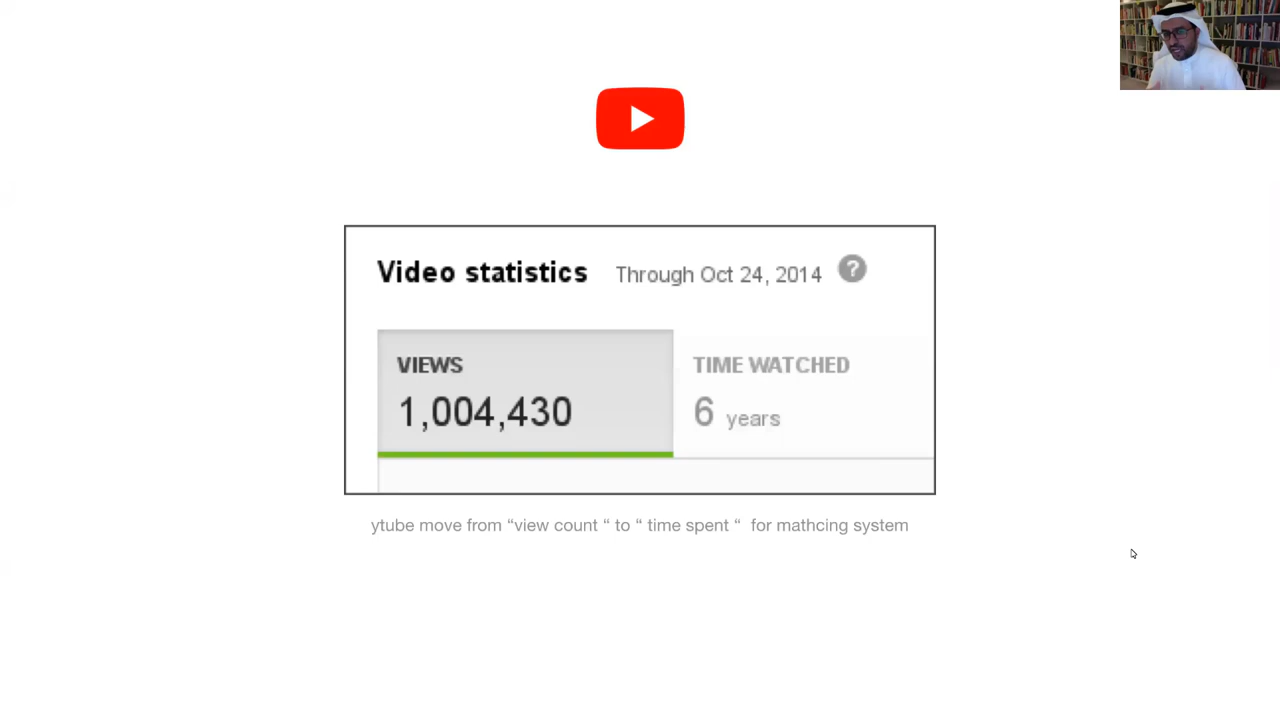 Video statistics Through Oct 24, 2014 ?
VIEWS TIME WATCHED
1,004,430 6 years
ytube move from “view count “ to “ time spent “ for mathcing system